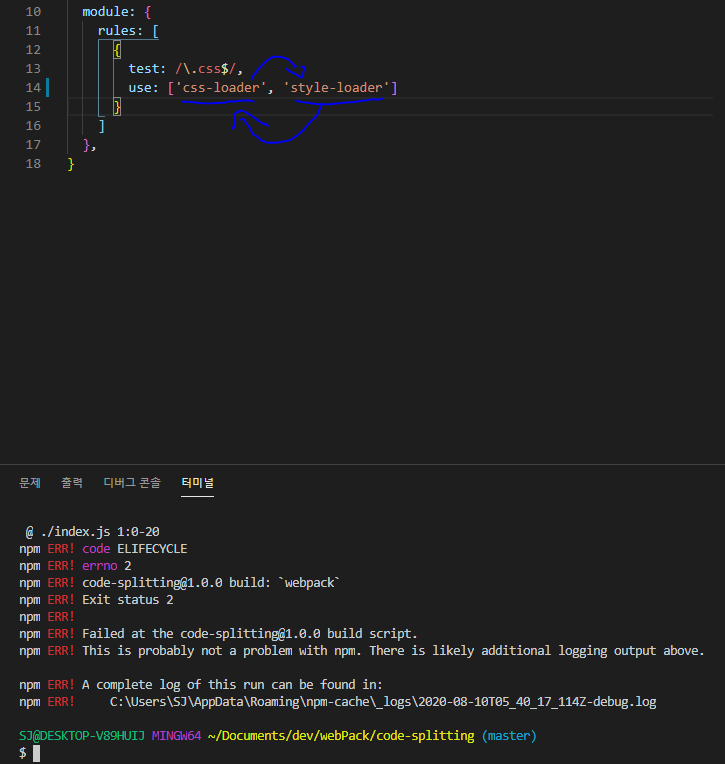 10 module: {
11 rules: [
12 {
13 test: /\.css$/,
14 use: ['css-loader', 'style-loader']
15 }
16 ]
17 },
18 }
문제 출력 디버그 콘솔 터미널
@ ./index.js 1:0-20
npm ERR! code ELIFECYCLE
npm ERR! errno 2
npm ERR! code-splitting@1.0.0 build: `webpack`
npm ERR! Exit status 2
npm ERR!
npm ERR! Failed at the code-splitting@1.0.0 build script.
npm ERR! This is probably not a problem with npm. There is likely additional logging output above.
npm ERR! A complete log of this run can be found in:
npm ERR! C:\Users\SJ\AppData\Roaming\npm-cache\_logs\2020-08-10T05_40_17_114Z-debug.log
SJ@DESKTOP-V89HUIJ MINGW64 ~/Documents/dev/webPack/code-splitting (master)
$